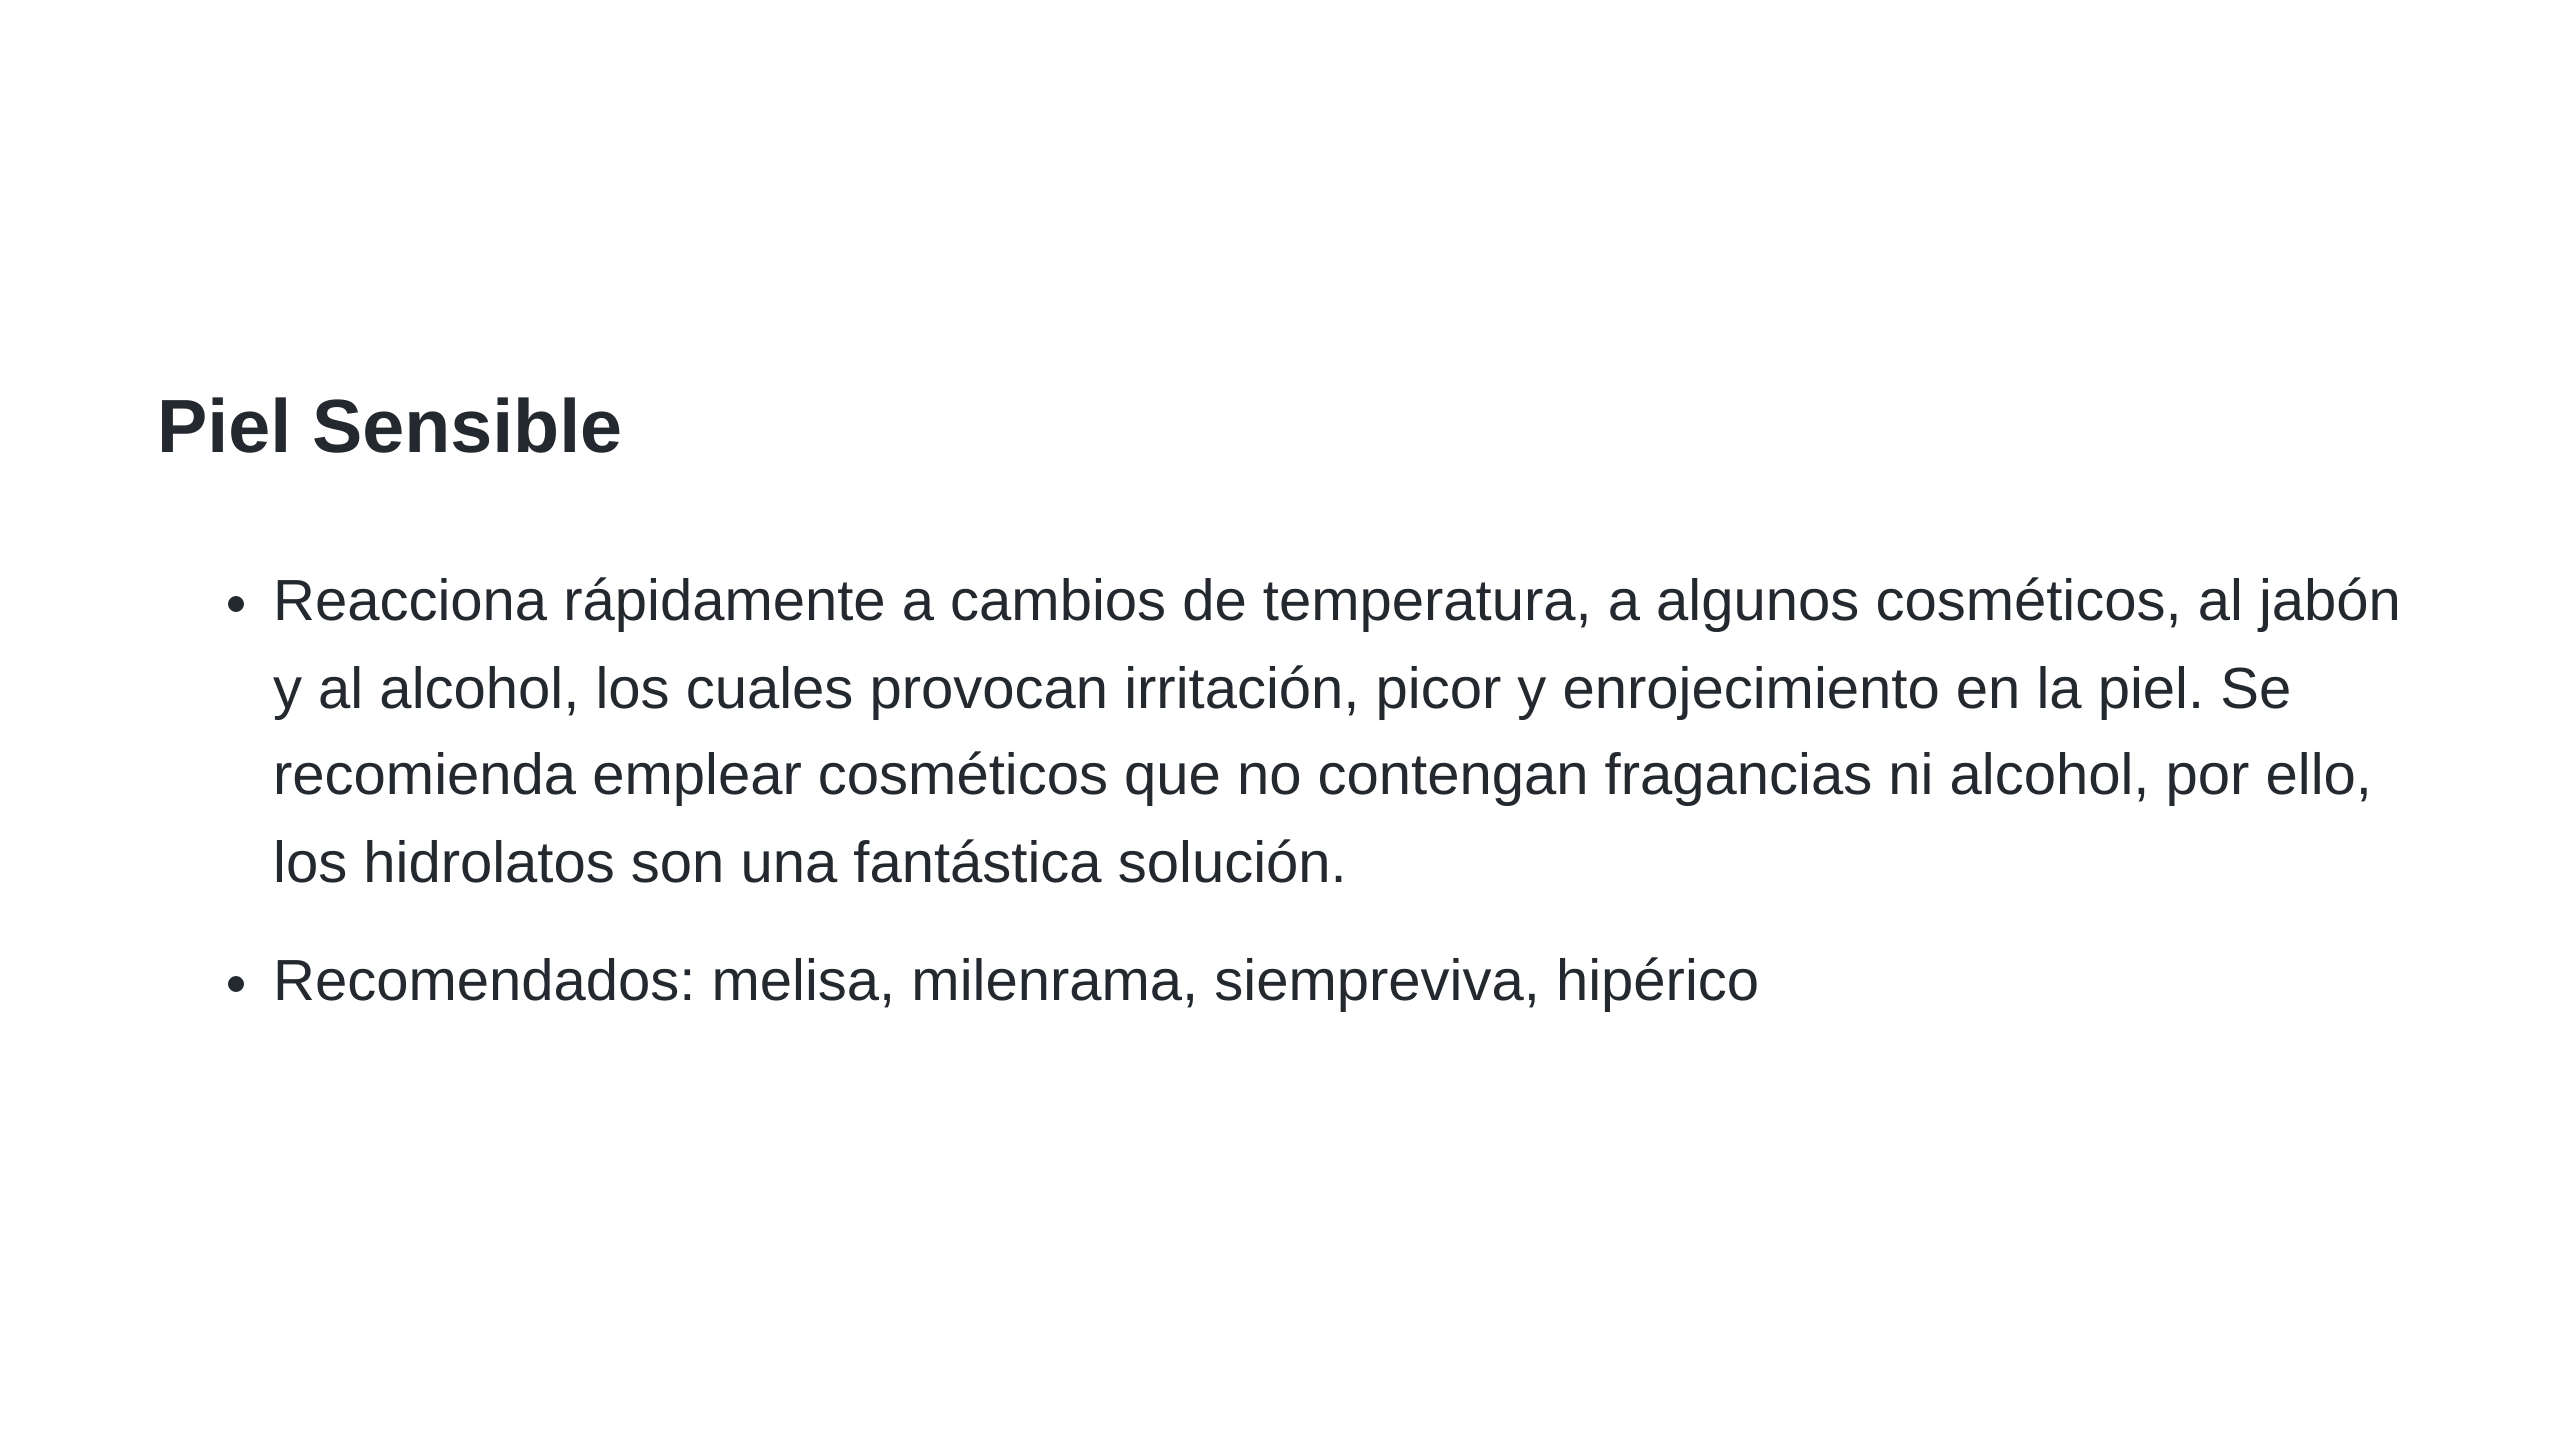 Piel Sensible
• Reacciona rápidamente a cambios de temperatura, a algunos cosméticos, al jabón
y al alcohol, los cuales provocan irritación, picor y enrojecimiento en la piel. Se
recomienda emplear cosméticos que no contengan fragancias ni alcohol, por ello,
los hidrolatos son una fantástica solución.
• Recomendados: melisa, milenrama, siempreviva, hipérico